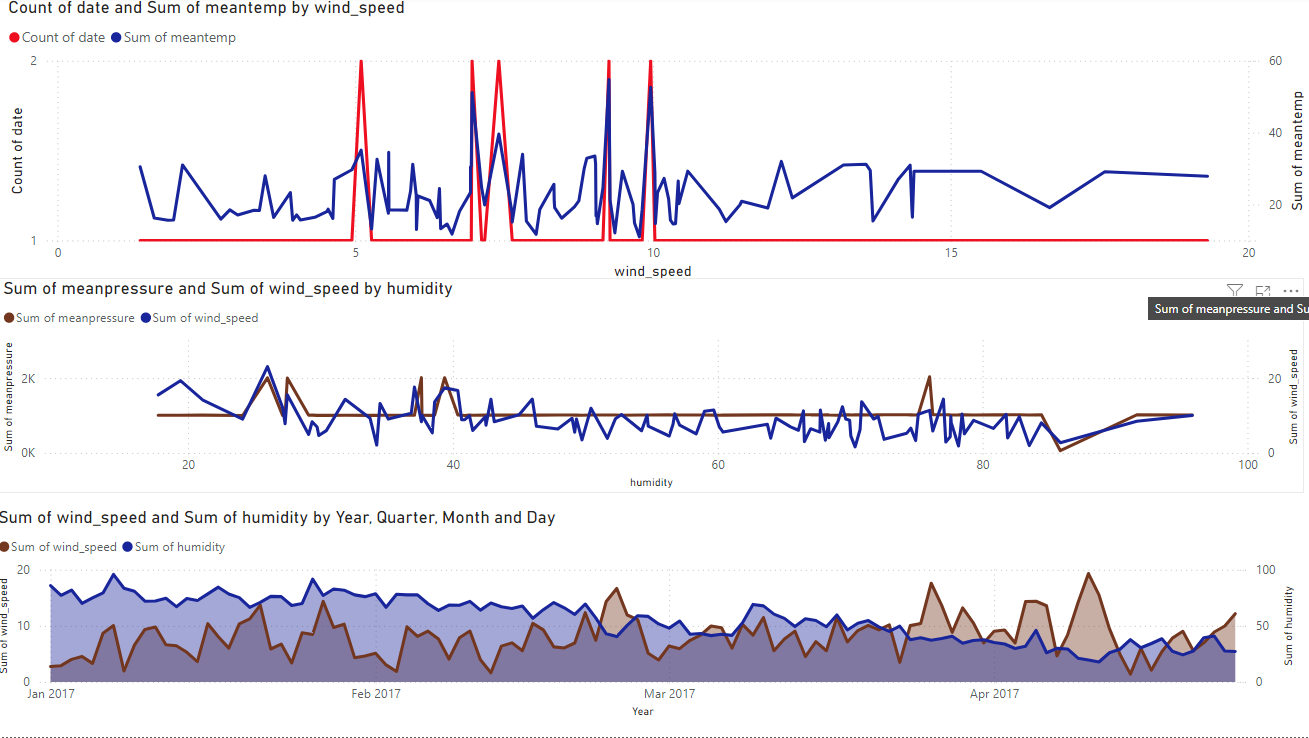 Count of date and Sum of meantemp by wind_speed
Count of date Sum of meantemp
2 60
40
20
1
Count of date
Sum of meantemp
0 5 10 15 20
wind_speed
Sum of meanpressure and Sum of wind_speed by humidity
Sum of meanpressure and Su
Sum of meanpressure Sum of wind_speed
2K 20
0K 0
Sum of meanpressure
Sum of wind_speed
20 40 60 80 100
humidity
Sum of wind_speed and Sum of humidity by Year, Quarter, Month and Day
Sum of wind_speed Sum of humidity
20 100
10 50
0 0
Sum of wind_speed
Sum of humidity
Jan 2017 Feb 2017 Mar 2017 Apr 2017
Year